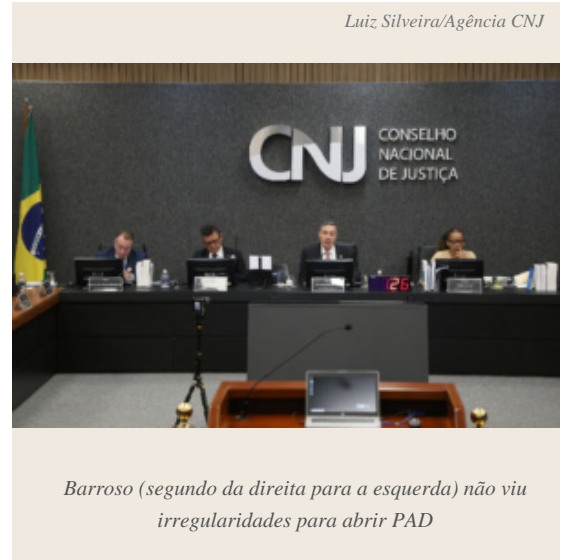 Luiz Silveira/Agência CNJ
CNJ
CONSELHO
NACIONAL
DE JUSTIÇA
126
Barroso (segundo da direita para a esquerda) não viu
irregularidades para abrir PAD